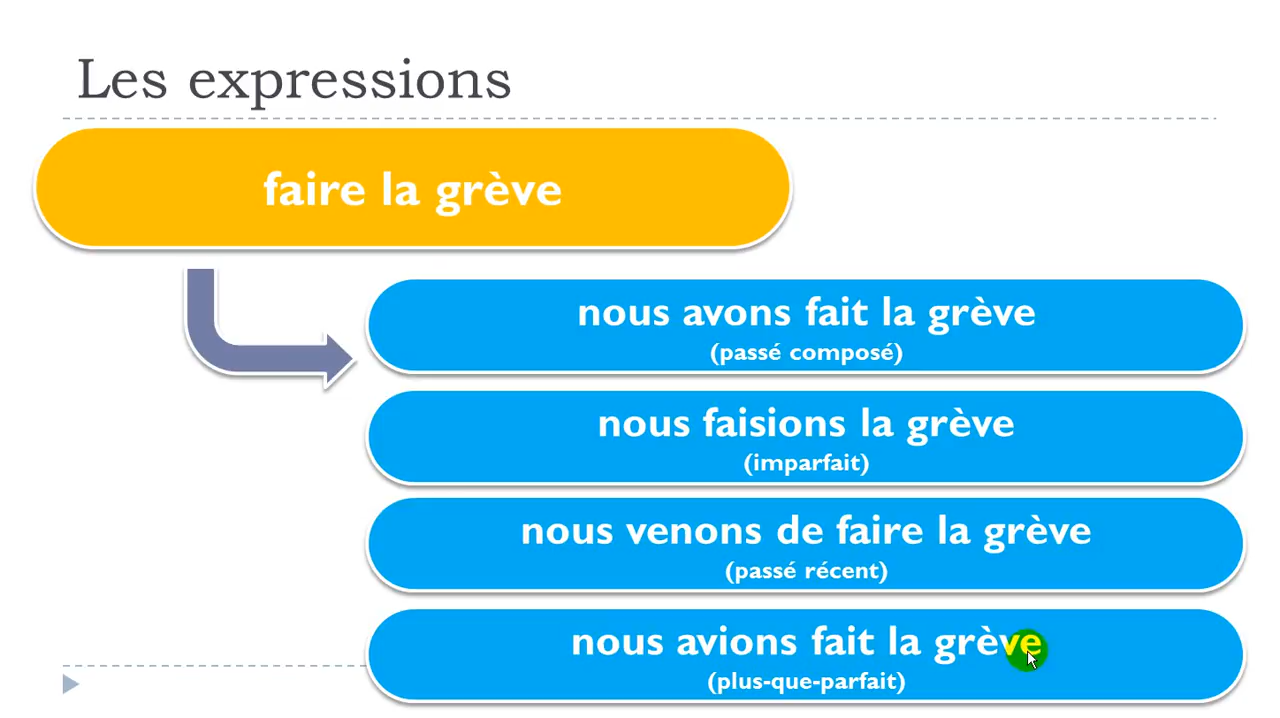 Les expressions
faire la grève
nous avons fait la grève
(passé composé)
nous faisions la grève
(imparfait)
nous venons de faire la grève
(passé récent)
nous avions fait la grève
(plus-que-parfait)